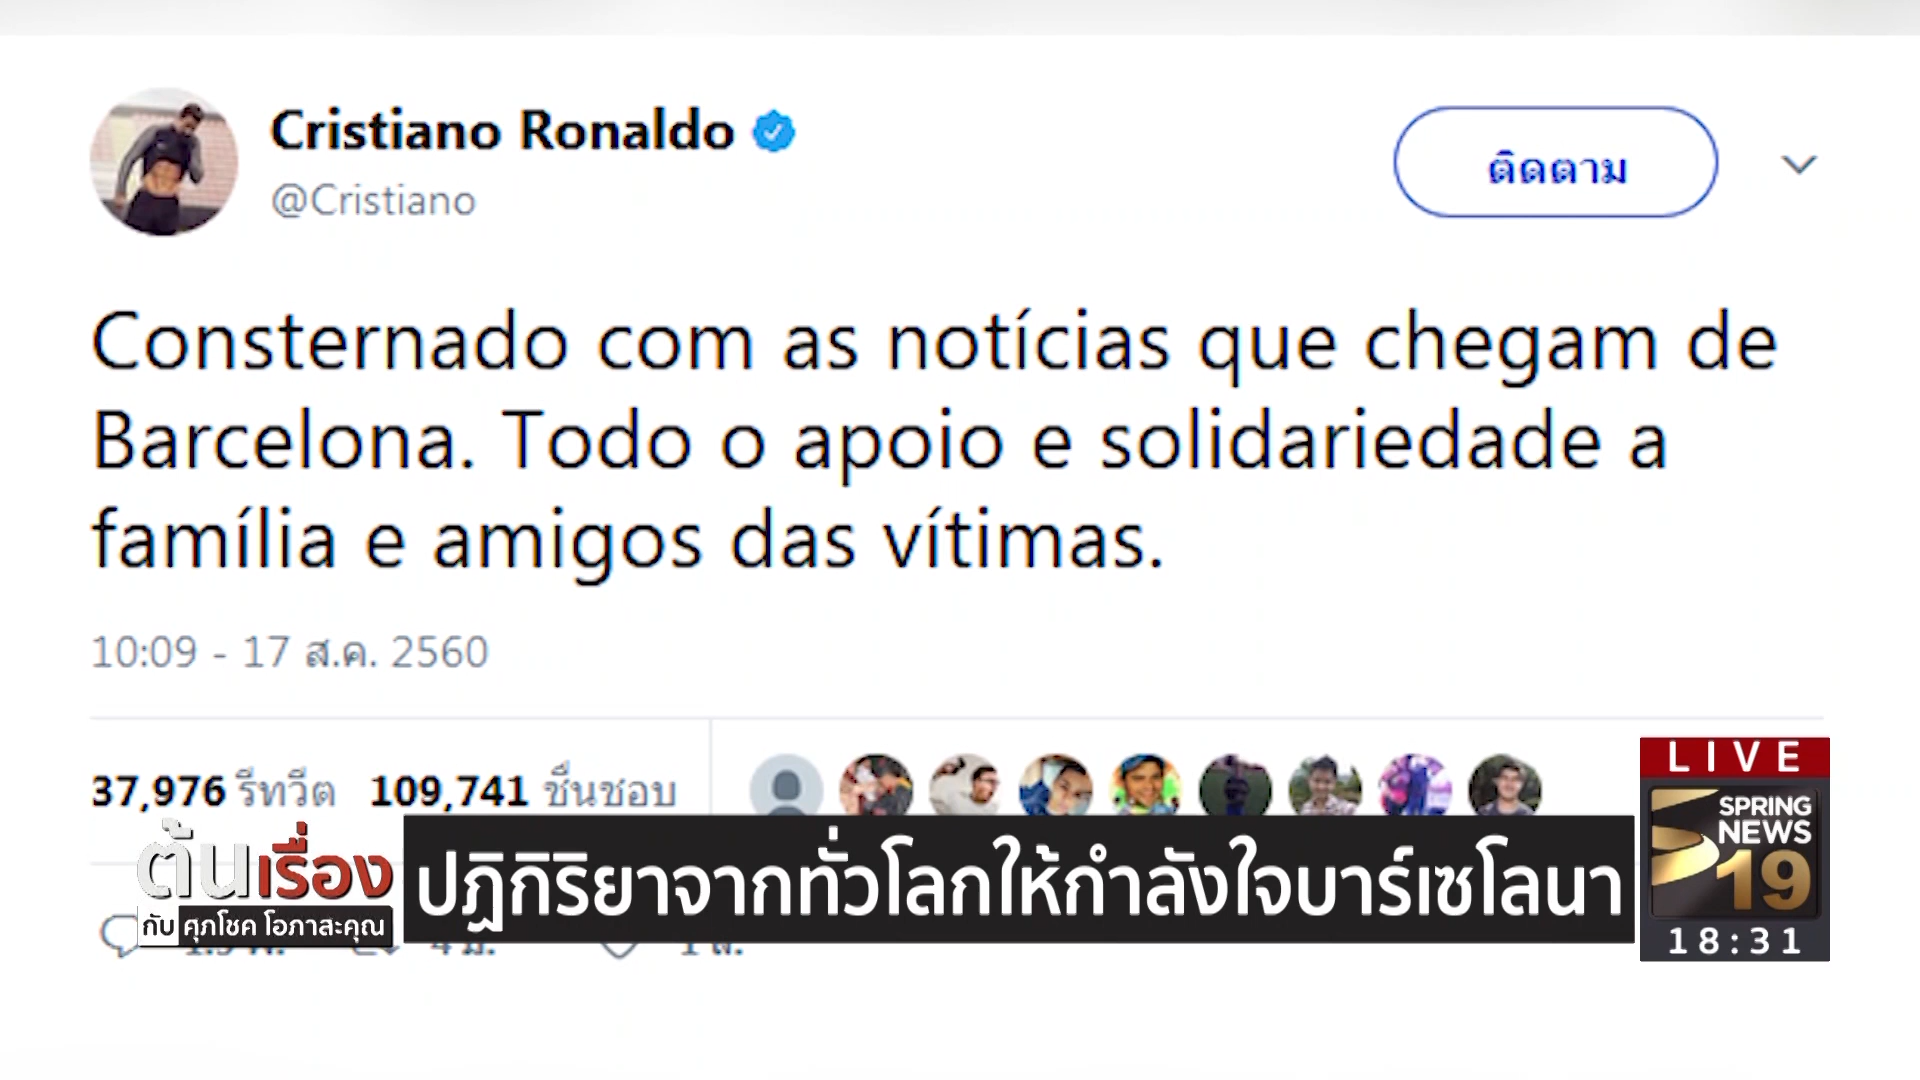 Cristiano Ronaldo
@Cristiano
ติดตาม
Consternado com as notícias que chegam de
Barcelona. Todo o apoio e solidariedade a
família e amigos das vítimas.
10:09 - 17 ส.ค. 2560
37,976 รีทวีต 109,741 ชื่นชอบ
ต้นเรื่อง
กับ ศุภโชค โอภาสะคุณ
ปฏิกิริยาจากทั่วโลกให้กำลังใจบาร์เซโลนา
LIVE
SPRING
NEWS
19
18:31